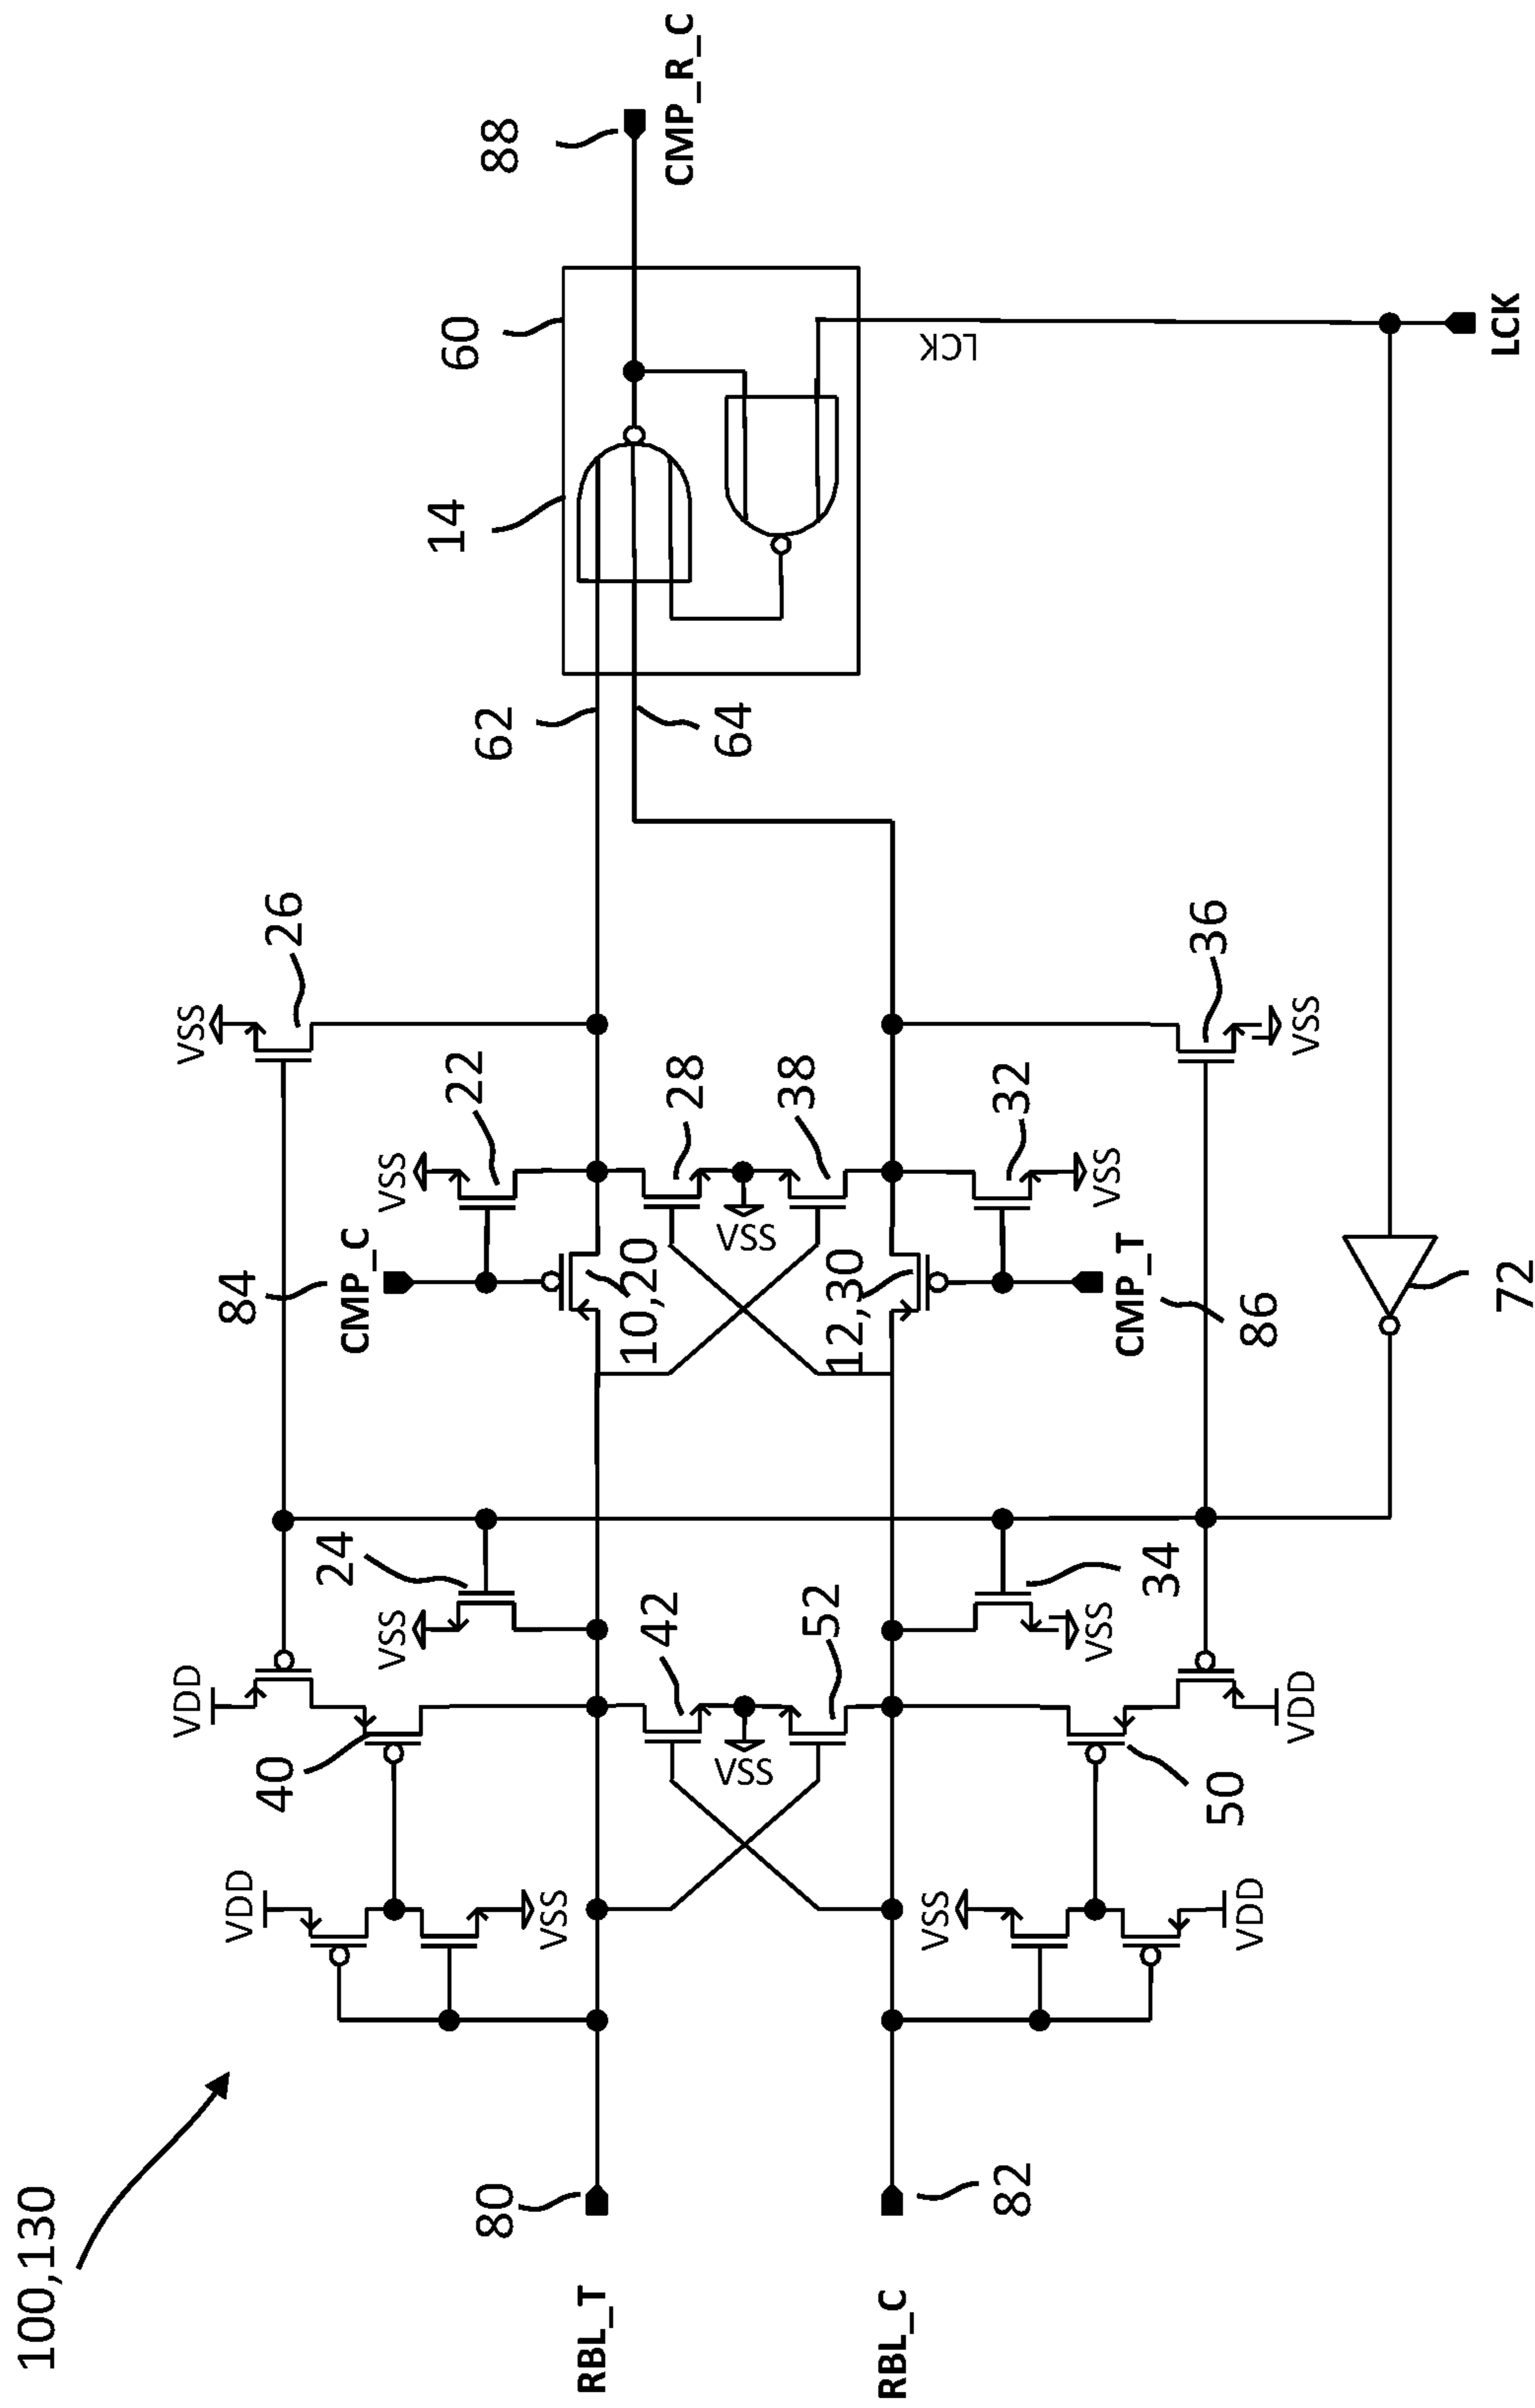 100,130
RBL_T
80
RBL_C
82
VDD
VSS
VSS
VDD
VDD
40
VSS
24
42
VSS
52
VSS
34
VDD
50
84
CMP_C
VSS
22
10,20
28
VSS
38
12,30
CMP_T
86
32
VSS
VSS
26
36
VSS
72
62
64
14
60
LCK
LCK
88
CMP_R_C